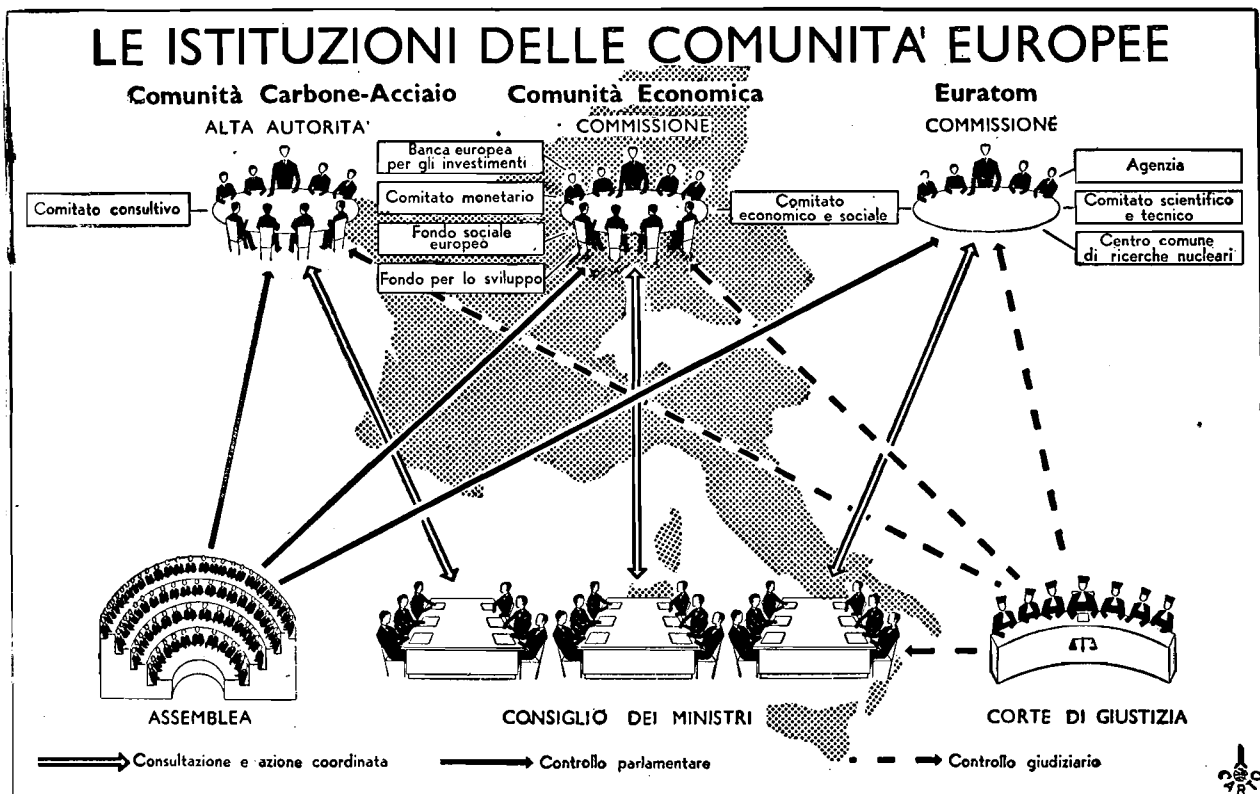 LE ISTITUZIONI DELLE COMUNITA' EUROPEE
Comunità Carbone-Acciaio
ALTA AUTORITA'
Comunità Economica
COMMISSIONE
Euratom
COMMISSIONE
Comitato consultivo
Banca europea
per gli investimenti
Comitato monetario
Fondo sociale
europeo
Fondo per lo sviluppo
Comitato
economico e sociale
Agenzia
Comitato scientifico
e tecnico
Centro comune
di ricerche nucleari
ASSEMBLEA
CONSIGLIO DEI MINISTRI
CORTE DI GIUSTIZIA
Consultazione e azione coordinata
Controllo parlamentare
Controllo giudiziario